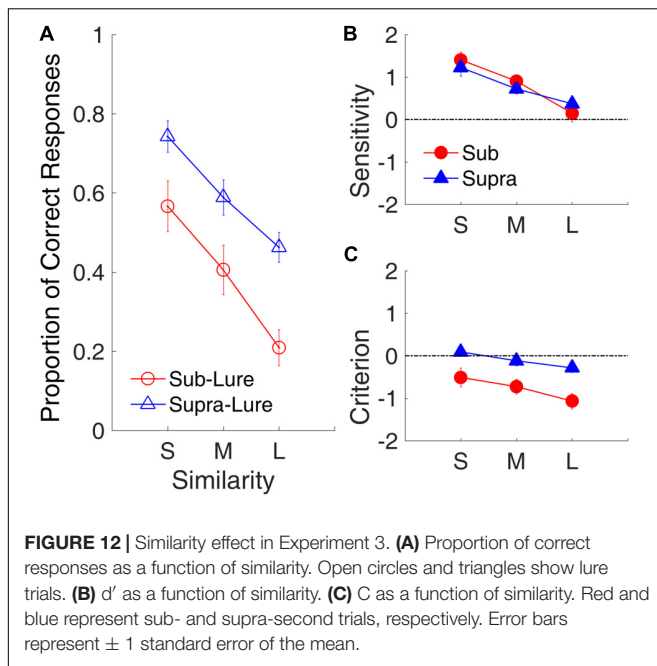 A
Proportion of Correct Responses
1
0.8
0.6
0.4
0.2
0
Sub-Lure
Supra-Lure
S M L
Similarity
B
Sensitivity
2
1
0
-1
-2
Sub
Supra
S M L
C
Criterion
2
1
0
-1
-2
S M L
FIGURE 12 | Similarity effect in Experiment 3. (A) Proportion of correct
responses as a function of similarity. Open circles and triangles show lure
trials. (B) d′ as a function of similarity. (C) C as a function of similarity. Red and
blue represent sub- and supra-second trials, respectively. Error bars
represent ± 1 standard error of the mean.